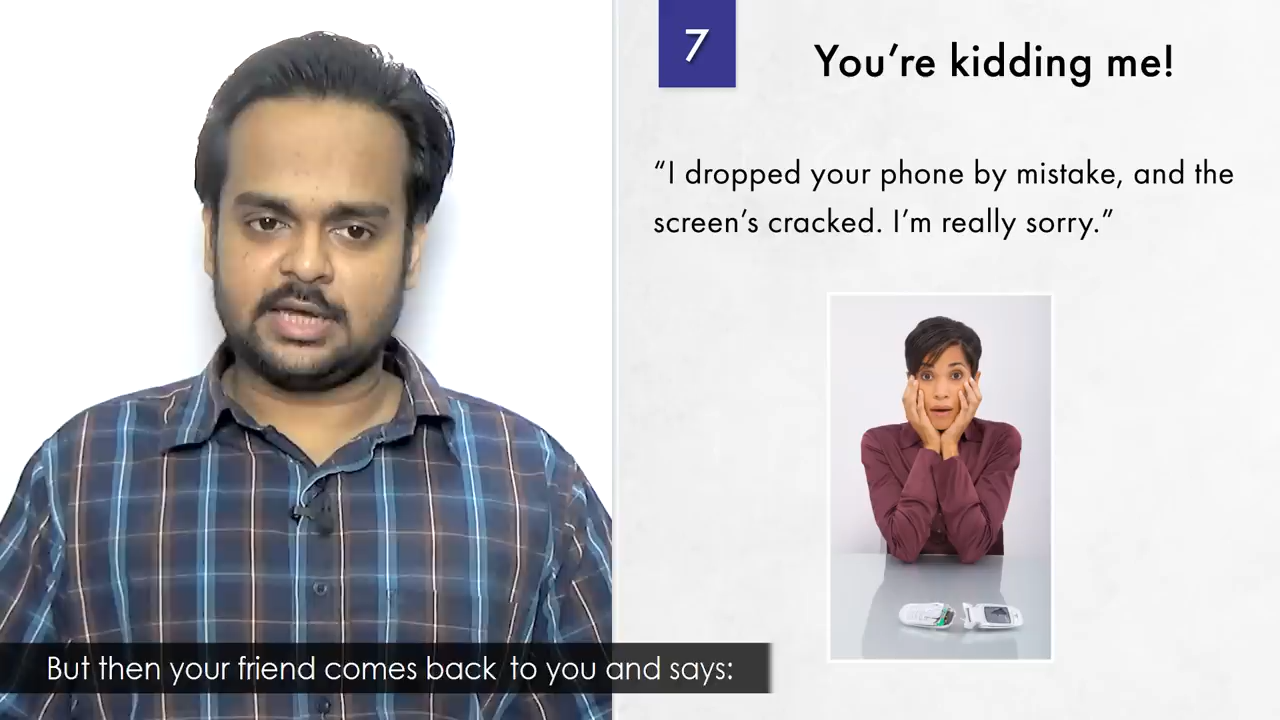 7
You’re kidding me!
“I dropped your phone by mistake, and the
screen’s cracked. I’m really sorry.”
But then your friend comes back to you and says: